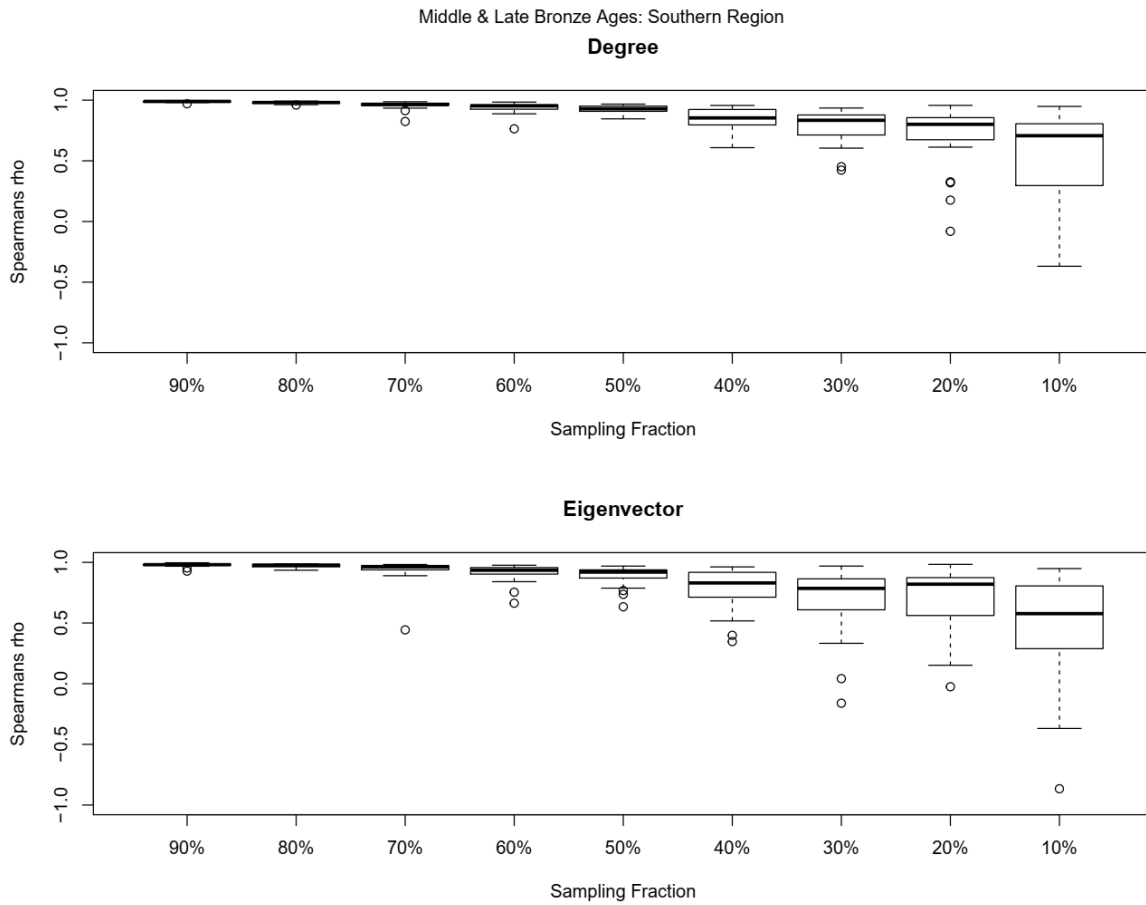 Middle & Late Bronze Ages: Southern Region
Degree
Spearmans rho
1.0
0.5
0.0
−0.5
−1.0
90% 80% 70% 60% 50% 40% 30% 20% 10%
Sampling Fraction
Eigenvector
Spearmans rho
1.0
0.5
0.0
−0.5
−1.0
90% 80% 70% 60% 50% 40% 30% 20% 10%
Sampling Fraction